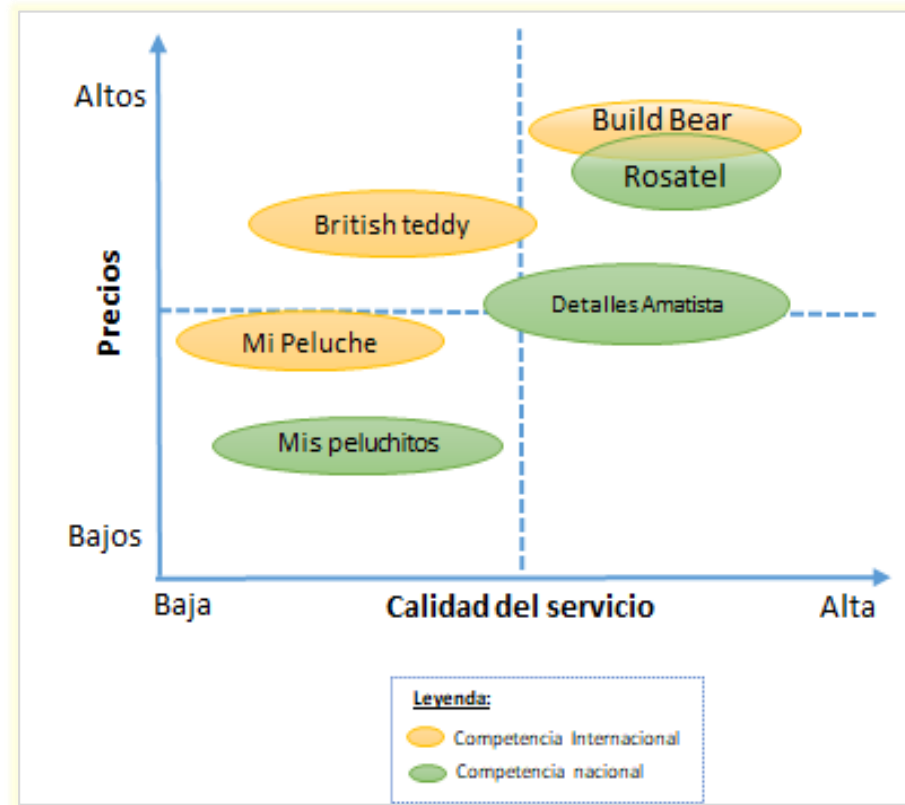 Altos
Build Bear
Rosatel
British teddy
Precios
Detalles Amatista
Mi Peluche
Mis peluchitos
Bajos
Baja
Calidad del servicio
Alta
Leyenda:
Competencia Internacional
Competencia nacional